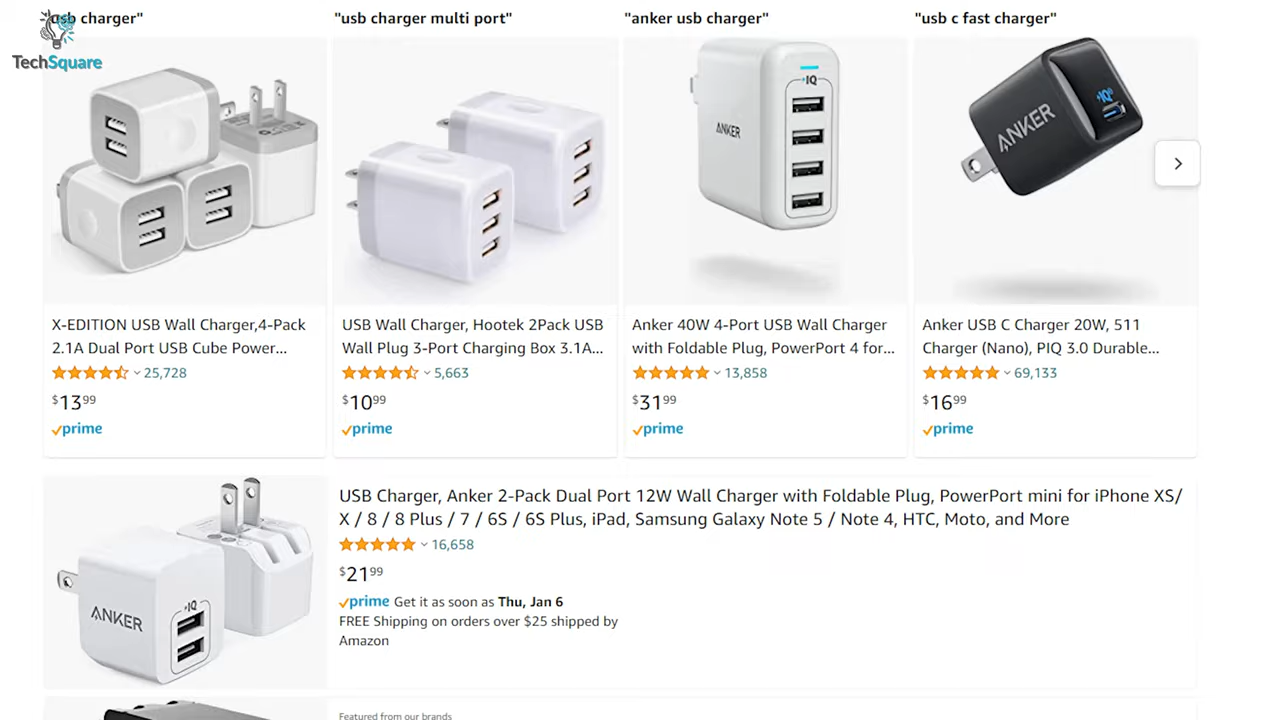 usb charger"
"usb charger multi port"
"anker usb charger"
"usb c fast charger"
TechSquare
IQ
ANKER
ANKER
IQ
X-EDITION USB Wall Charger,4-Pack
2.1A Dual Port USB Cube Power...
25,728
$13 99
prime
USB Wall Charger, Hootek 2Pack USB
Wall Plug 3-Port Charging Box 3.1A...
5,663
$10 99
prime
Anker 40W 4-Port USB Wall Charger
with Foldable Plug, PowerPort 4 for...
13,858
$31 99
prime
Anker USB C Charger 20W, 511
Charger (Nano), PIQ 3.0 Durable...
69,133
$16 99
prime
ANKER
IQ
USB Charger, Anker 2-Pack Dual Port 12W Wall Charger with Foldable Plug, PowerPort mini for iPhone XS/
X / 8 / 8 Plus / 7 / 6S / 6S Plus, iPad, Samsung Galaxy Note 5 / Note 4, HTC, Moto, and More
16,658
$21 99
prime Get it as soon as Thu, Jan 6
FREE Shipping on orders over $25 shipped by
Amazon
Featured from our brands